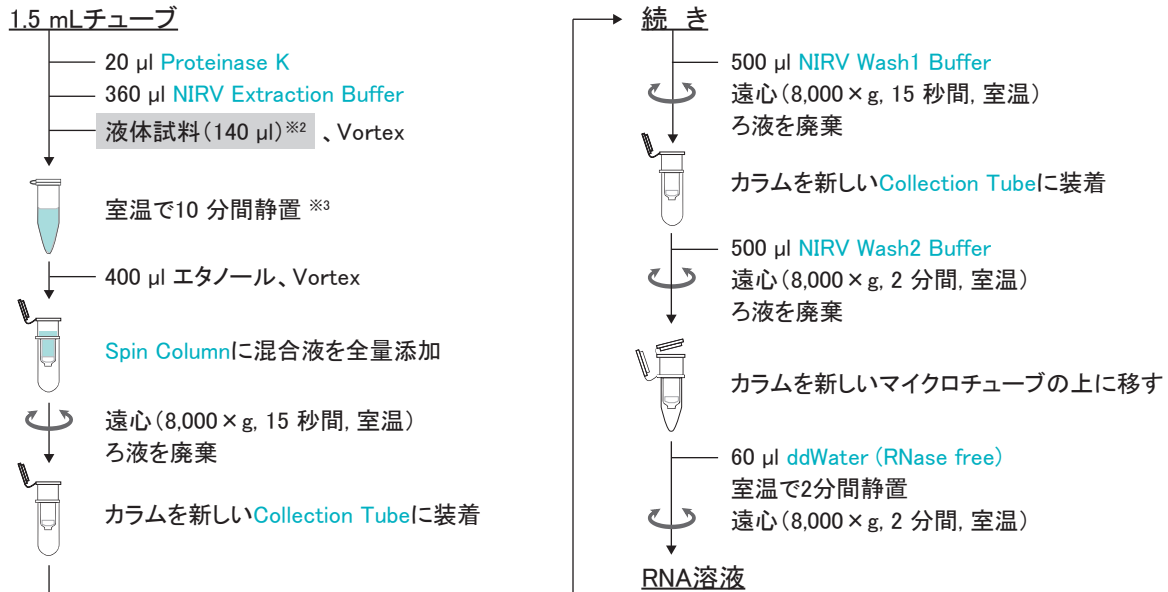 1.5 mLチューブ
20 μl Proteinase K
360 μl NIRV Extraction Buffer
液体試料(140 μl)※2 、Vortex
室温で10 分間静置 ※3
400 μl エタノール、Vortex
Spin Columnに混合液を全量添加
遠心(8,000×g, 15 秒間, 室温)
ろ液を廃棄
カラムを新しいCollection Tubeに装着
続 き
500 μl NIRV Wash1 Buffer
遠心(8,000×g, 15 秒間, 室温)
ろ液を廃棄
カラムを新しいCollection Tubeに装着
500 μl NIRV Wash2 Buffer
遠心(8,000×g, 2 分間, 室温)
ろ液を廃棄
カラムを新しいマイクロチューブの上に移す
60 μl ddWater (RNase free)
室温で2分間静置
遠心(8,000×g, 2 分間, 室温)
RNA溶液